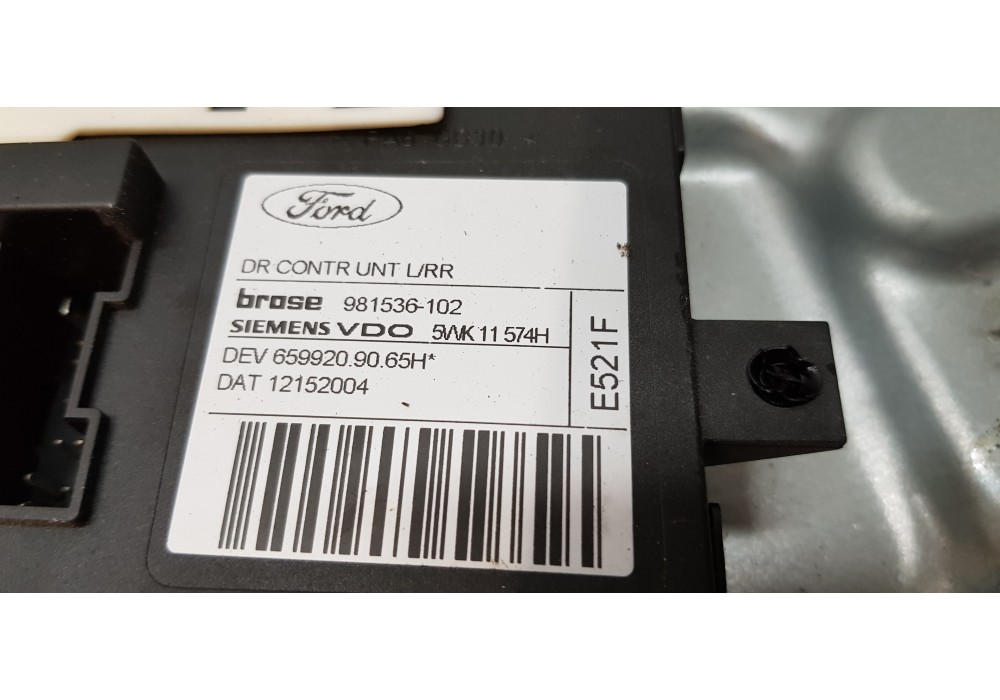 Ford
DR CONTR UNT L/RR
brose 981536-102
SIEMENS VDO 5WK 11 574H
DEV 659920.90.65H*
DAT 12152004
E521F